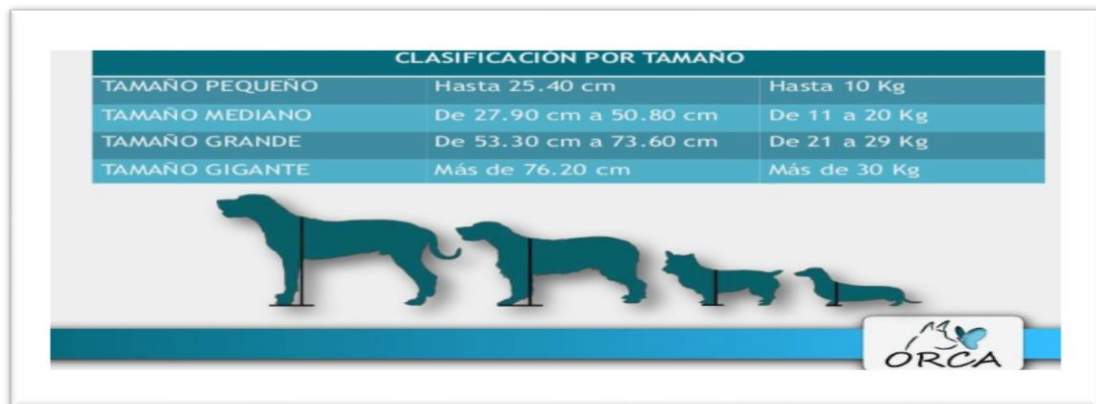 CLASIFICACIÓN POR TAMAÑO
TAMAÑO PEQUEÑO Hasta 25.40 cm Hasta 10 Kg
TAMAÑO MEDIANO De 27.90 cm a 50.80 cm De 11 a 20 Kg
TAMAÑO GRANDE De 53.30 cm a 73.60 cm De 21 a 29 Kg
TAMAÑO GIGANTE Más de 76.20 cm Más de 30 Kg
ORCA